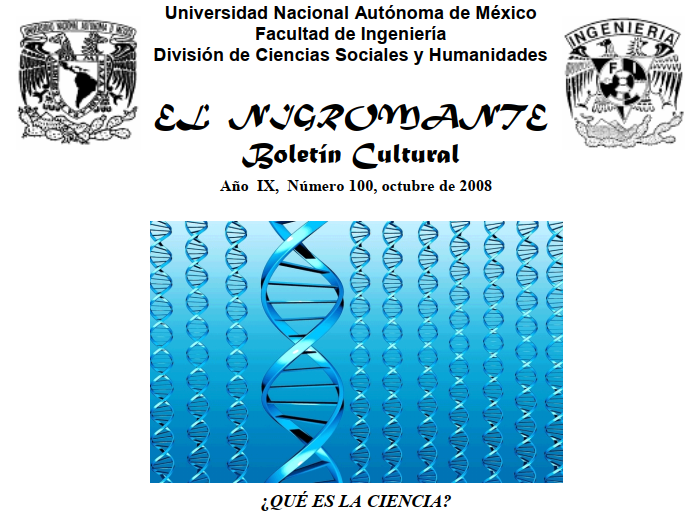 Universidad Nacional Autónoma de México
Facultad de Ingeniería
División de Ciencias Sociales y Humanidades
INGENIERIA
EL NIGROMANTE
Boletín Cultural
Año IX, Número 100, octubre de 2008
¿QUÉ ES LA CIENCIA?